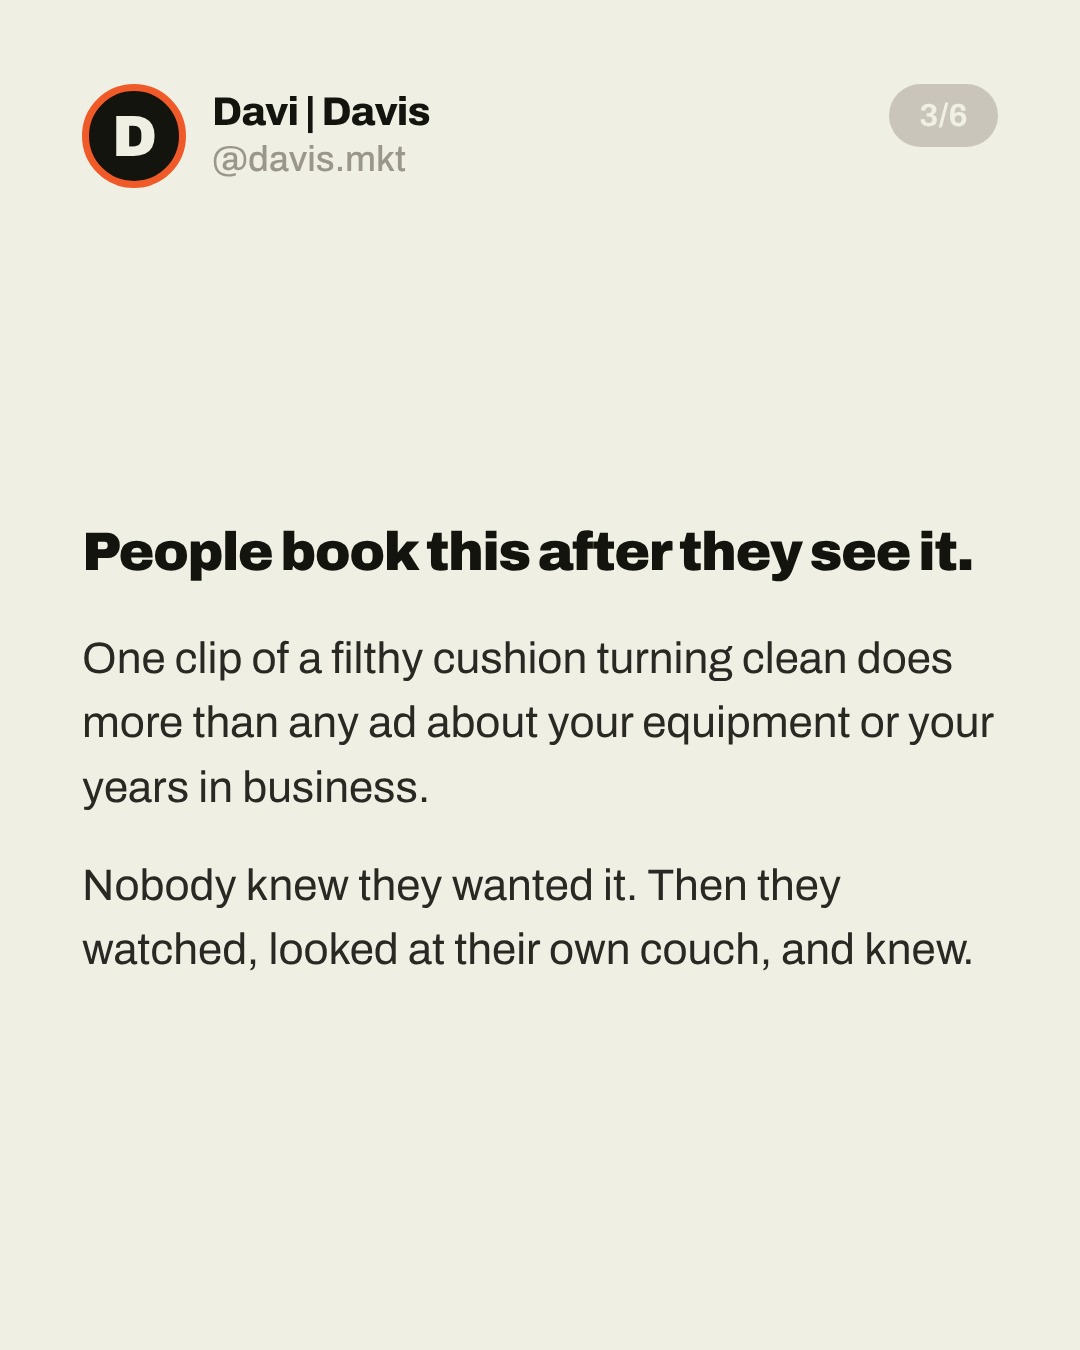 D
Davi | Davis
@davis.mkt
3/6
People book this after they see it.
One clip of a filthy cushion turning clean does
more than any ad about your equipment or your
years in business.
Nobody knew they wanted it. Then they
watched, looked at their own couch, and knew.